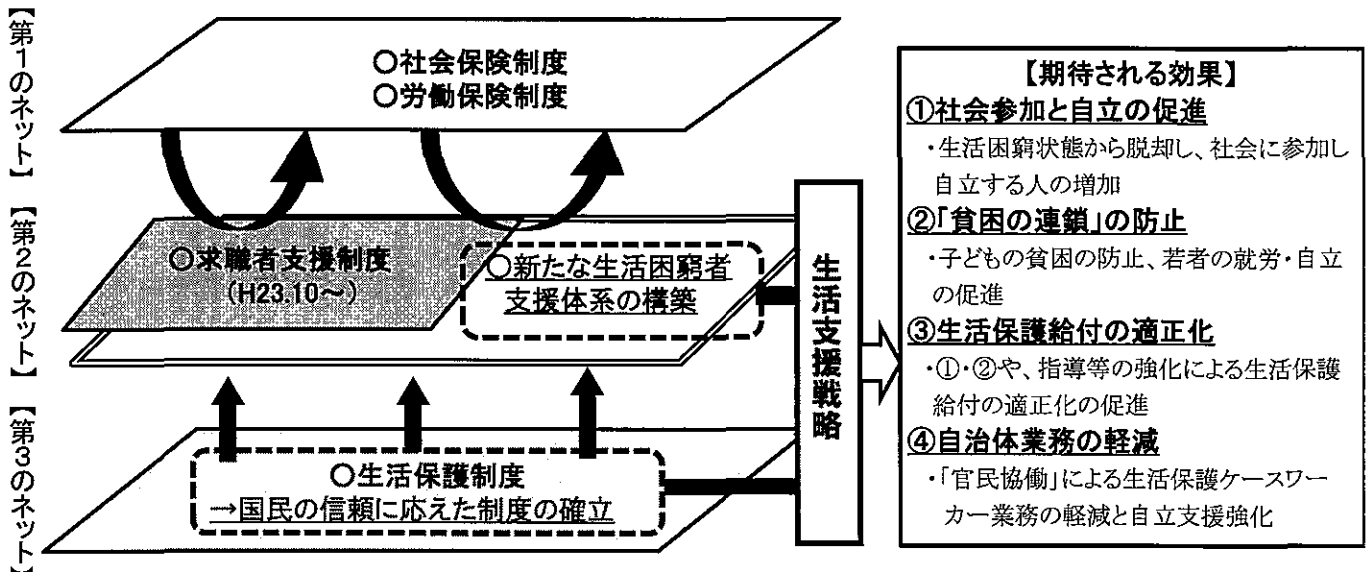 【第1のネット】
○社会保険制度
○労働保険制度
【第2のネット】
○求職者支援制度
(H23.10～)
○新たな生活困窮者
支援体系の構築
【第3のネット】
○生活保護制度
→国民の信頼に応えた制度の確立
生活支援戦略
【期待される効果】
①社会参加と自立の促進
・生活困窮状態から脱却し、社会に参加し
自立する人の増加
②「貧困の連鎖」の防止
・子どもの貧困の防止、若者の就労・自立
の促進
③生活保護給付の適正化
・①・②や、指導等の強化による生活保護
給付の適正化の促進
④自治体業務の軽減
・「官民協働」による生活保護ケースワー
カー業務の軽減と自立支援強化